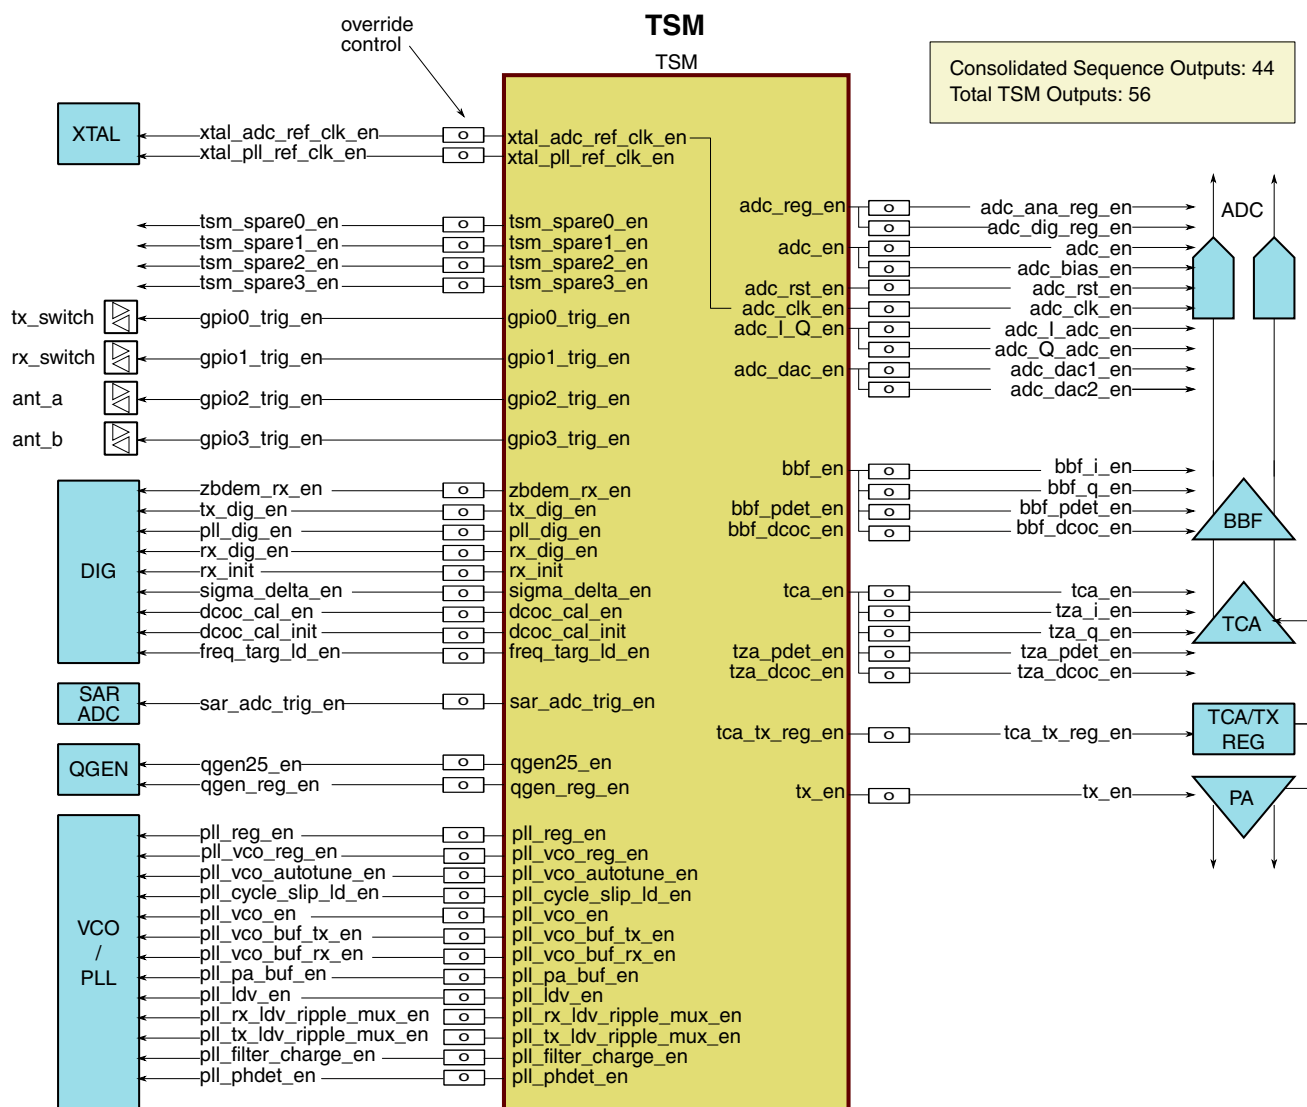 TSM
override
control
TSM
Consolidated Sequence Outputs: 44
Total TSM Outputs: 56
XTAL
xtal_adc_ref_clk_en O xtal_adc_ref_clk_en
xtal_pll_ref_clk_en O xtal_pll_ref_clk_en
tsm_spare0_en O tsm_spare0_en
tsm_spare1_en O tsm_spare1_en
tsm_spare2_en O tsm_spare2_en
tsm_spare3_en O tsm_spare3_en
tx_switch gpio0_trig_en gpio0_trig_en
rx_switch gpio1_trig_en gpio1_trig_en
ant_a gpio2_trig_en gpio2_trig_en
ant_b gpio3_trig_en gpio3_trig_en
DIG
zbdem_rx_en O zbdem_rx_en
tx_dig_en O tx_dig_en
pll_dig_en O pll_dig_en
rx_dig_en O rx_dig_en
rx_init O rx_init
sigma_delta_en O sigma_delta_en
dcoc_cal_en O dcoc_cal_en
dcoc_cal_init O dcoc_cal_init
freq_targ_ld_en O freq_targ_ld_en
SAR
ADC
sar_adc_trig_en O sar_adc_trig_en
QGEN
qgen25_en O qgen25_en
qgen_reg_en O qgen_reg_en
VCO
/
PLL
pll_reg_en O pll_reg_en
pll_vco_reg_en O pll_vco_reg_en
pll_vco_autotune_en O pll_vco_autotune_en
pll_cycle_slip_ld_en O pll_cycle_slip_ld_en
pll_vco_en O pll_vco_en
pll_vco_buf_tx_en O pll_vco_buf_tx_en
pll_vco_buf_rx_en O pll_vco_buf_rx_en
pll_pa_buf_en O pll_pa_buf_en
pll_ldv_en O pll_ldv_en
pll_rx_ldv_ripple_mux_en O pll_rx_ldv_ripple_mux_en
pll_tx_ldv_ripple_mux_en O pll_tx_ldv_ripple_mux_en
pll_filter_charge_en O pll_filter_charge_en
pll_phdet_en O pll_phdet_en
adc_reg_en O adc_ana_reg_en
O adc_dig_reg_en
adc_en O adc_en
O adc_bias_en
adc_rst_en O adc_rst_en
adc_clk_en O adc_clk_en
adc_I_Q_en O adc_I_adc_en
O adc_Q_adc_en
adc_dac_en O adc_dac1_en
O adc_dac2_en
ADC
bbf_en O bbf_i_en
O bbf_q_en
bbf_pdet_en O bbf_pdet_en
bbf_dcoc_en O bbf_dcoc_en
BBF
tca_en O tca_en
O tza_i_en
O tza_q_en
tza_pdet_en O tza_pdet_en
tza_dcoc_en O tza_dcoc_en
TCA
tca_tx_reg_en O tca_tx_reg_en
TCA/TX
REG
tx_en O tx_en
PA